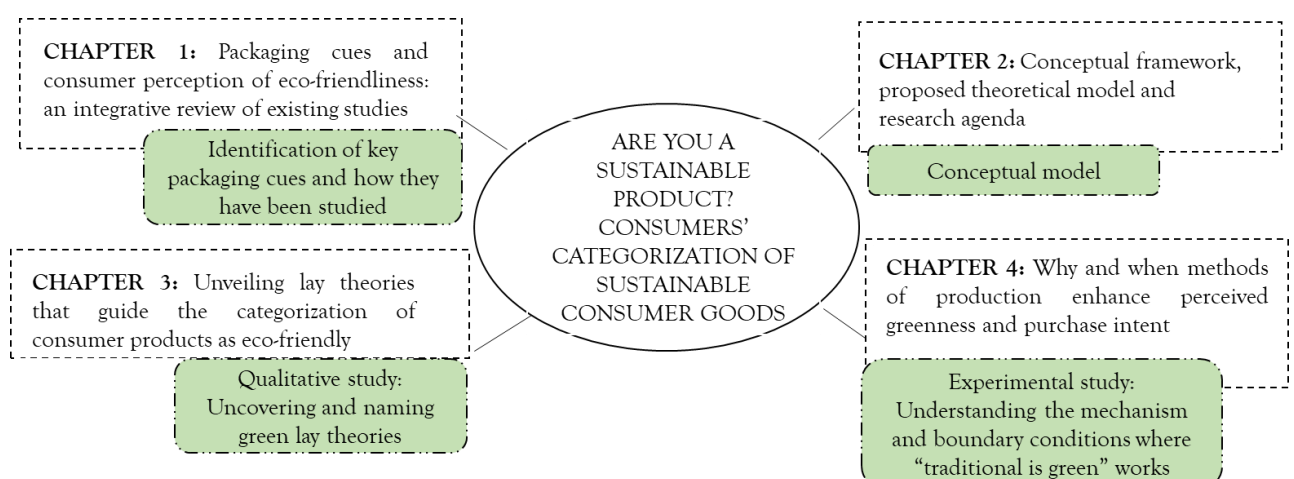 CHAPTER 1: Packaging cues and
consumer perception of eco-friendliness:
an integrative review of existing studies
Identification of key
packaging cues and how they
have been studied
CHAPTER 2: Conceptual framework,
proposed theoretical model and
research agenda
Conceptual model
ARE YOU A
SUSTAINABLE
PRODUCT?
CONSUMERS’
CATEGORIZATION OF
SUSTAINABLE
CONSUMER GOODS
CHAPTER 3: Unveiling lay theories
that guide the categorization of
consumer products as eco-friendly
Qualitative study:
Uncovering and naming
green lay theories
CHAPTER 4: Why and when methods
of production enhance perceived
greenness and purchase intent
Experimental study:
Understanding the mechanism
and boundary conditions where
“traditional is green” works